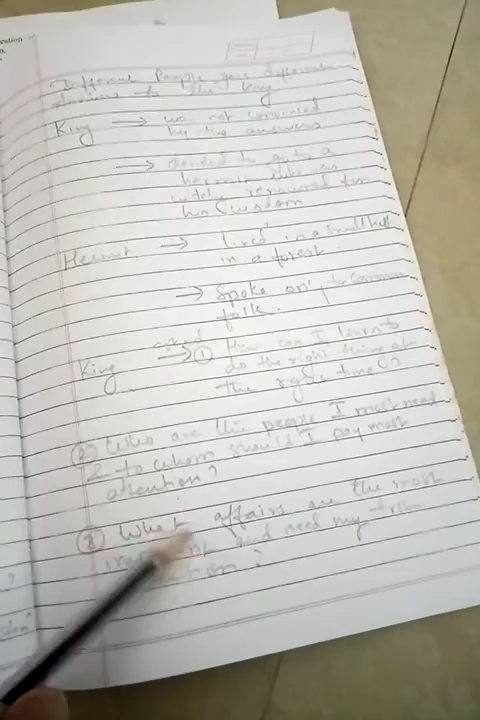 Different People gave different
answers to the King
King → was not convinced
by the answers
→ decided to go to a
hermit who was
widely renowned for
his wisdom
Hermit → lived in a small hut
in a forest.
→ Spoke only to common
folk.
King asked → ① How can I learn to
do the right thing at
the right time?
② Who are the people I most need
& to whom should I pay most
attention?
③ What affairs are the most
and need my
?